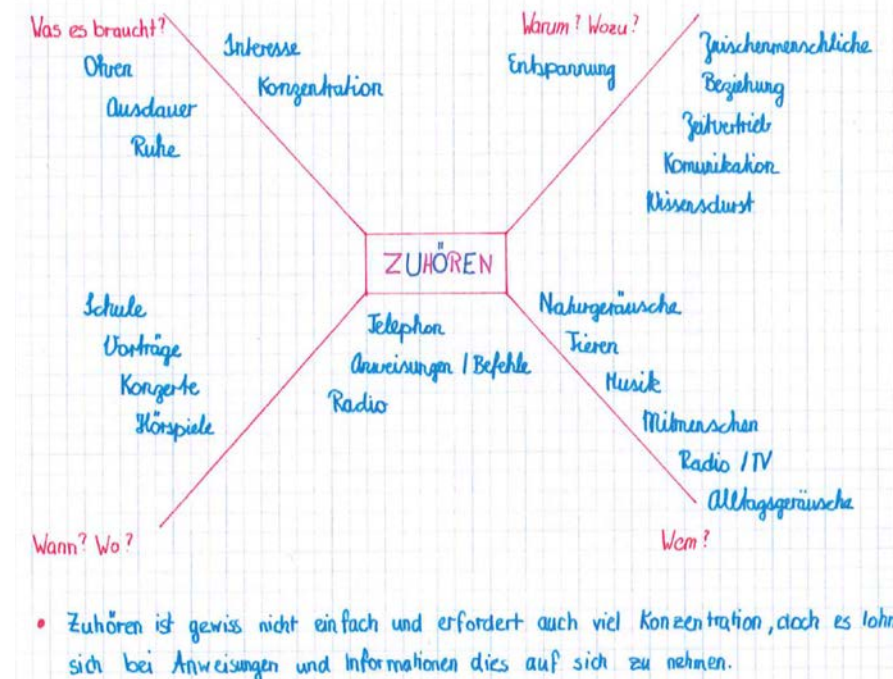 Was es braucht?
Ohren
Ausdauer
Ruhe
Interesse
Konzentration
Warum? Wozu?
Entspannung
Zwischenmenschliche
Beziehung
Zeitvertrieb
Komunikation
Wissensdurst
ZUHÖREN
Schule
Vorträge
Konzerte
Hörspiele
Telephon
Anweisungen / Befehle
Radio
Wann? Wo?
Naturgeräusche
Tieren
Musik
Mitmenschen
Radio / TV
Alltagsgeräusche
Wem?
• Zuhören ist gewiss nicht einfach und erfordert auch viel Konzentration, doch es lohn
sich bei Anweisungen und Informationen dies auf sich zu nehmen.